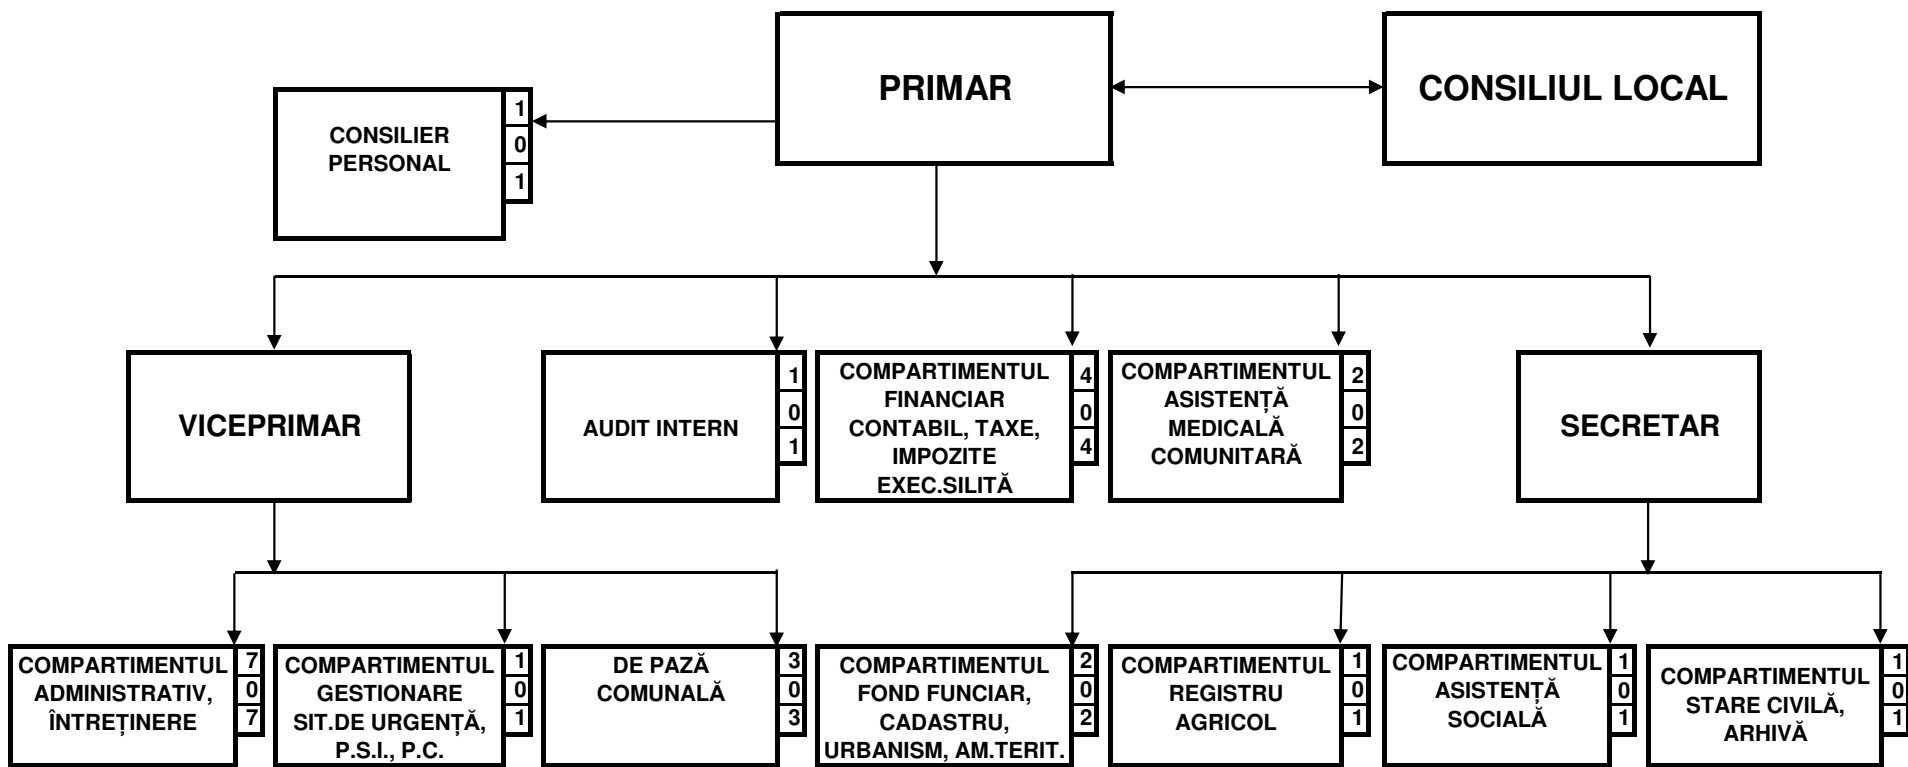 PRIMAR
CONSILIUL LOCAL
CONSILIER
PERSONAL
1
0
1
VICEPRIMAR
AUDIT INTERN
1
0
1
COMPARTIMENTUL
FINANCIAR
CONTABIL, TAXE,
IMPOZITE
EXEC.SILITĂ
4
0
4
COMPARTIMENTUL
ASISTENȚĂ
MEDICALĂ
COMUNITARĂ
2
0
2
SECRETAR
COMPARTIMENTUL
ADMINISTRATIV,
ÎNTREȚINERE
7
0
7
COMPARTIMENTUL
GESTIONARE
SIT.DE URGENȚĂ,
P.S.I., P.C.
1
0
1
DE PAZĂ
COMUNALĂ
3
0
3
COMPARTIMENTUL
FOND FUNCIAR,
CADASTRU,
URBANISM, AM.TERIT.
2
0
2
COMPARTIMENTUL
REGISTRU
AGRICOL
1
0
1
COMPARTIMENTUL
ASISTENȚĂ
SOCIALĂ
1
0
1
COMPARTIMENTUL
STARE CIVILĂ,
ARHIVĂ
1
0
1